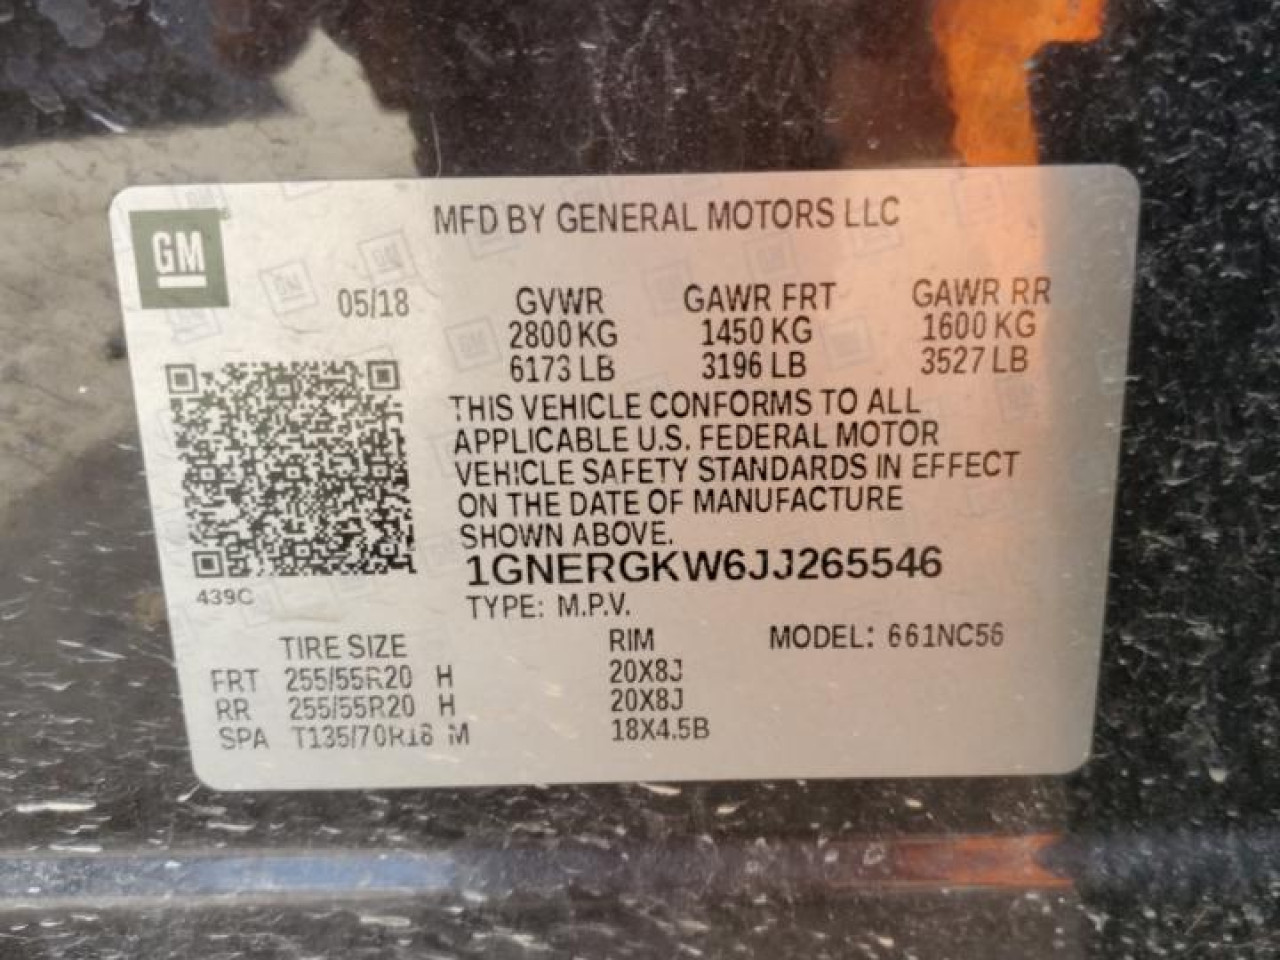 MFD BY GENERAL MOTORS LLC
GM
05/18 GVWR GAWR FRT GAWR RR
2800 KG 1450 KG 1600 KG
6173 LB 3196 LB 3527 LB
THIS VEHICLE CONFORMS TO ALL
APPLICABLE U.S. FEDERAL MOTOR
VEHICLE SAFETY STANDARDS IN EFFECT
ON THE DATE OF MANUFACTURE
SHOWN ABOVE.
1GNERGKW6JJ265546
439C
TYPE: M.P.V.
TIRE SIZE RIM MODEL: 661NC56
FRT 255/55R20 H 20X8J
RR 255/55R20 H 20X8J
SPA T135/70R18 M 18X4.5B